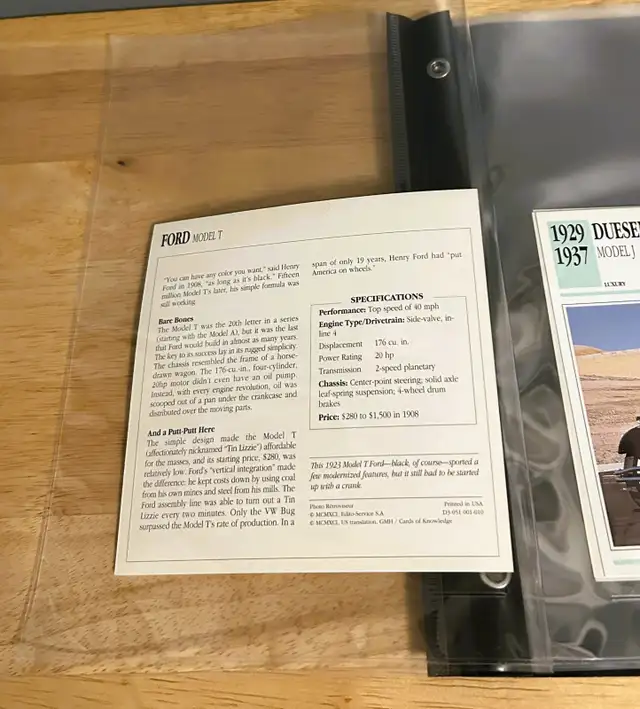 FORD MODEL T
"You can have any color you want," said Henry
Ford in 1908, "as long as it's black." Fifteen
million Model T's later, his simple formula was
still working.
Bare Bones
The Model T was the 20th letter in a series
(starting with the Model A), but it was the last
that Ford would build in almost as many years.
The key to its success lay in its rugged simplicity.
The chassis resembled the frame of a horse-
drawn wagon. The 176-cu.-in., four-cylinder,
20hp motor didn't even have an oil pump.
Instead, with every engine revolution, oil was
scooped out of a pan under the crankcase and
distributed over the moving parts.
And a Putt-Putt Here
The simple design made the Model T
(affectionately nicknamed "Tin Lizzie") affordable
for the masses, and its starting price, $280, was
relatively low. Ford's "vertical integration" made
the difference: he kept costs down by using coal
from his own mines and steel from his mills. The
Ford assembly line was able to turn out a Tin
Lizzie every two minutes. Only the VW Bug
surpassed the Model T's rate of production. In a
span of only 19 years, Henry Ford had "put
America on wheels."
SPECIFICATIONS
Performance: Top speed of 40 mph
Engine Type/Drivetrain: Side-valve, in-
line 4
Displacement 176 cu. in.
Power Rating 20 hp
Transmission 2-speed planetary
Chassis: Center-point steering; solid axle
leaf-spring suspension; 4-wheel drum
brakes
Price: $280 to $1,500 in 1908
This 1923 Model T Ford—black, of course—sported a
few modernized features, but it still had to be started
up with a crank.
Photo Rétroviseur Printed in USA
© MCMXCI, Edito-Service S.A. D3 051 001-010
© MCMXCI, US translation, GMH / Cards of Knowledge
1929
1937
DUESE
MODEL J
LUXURY